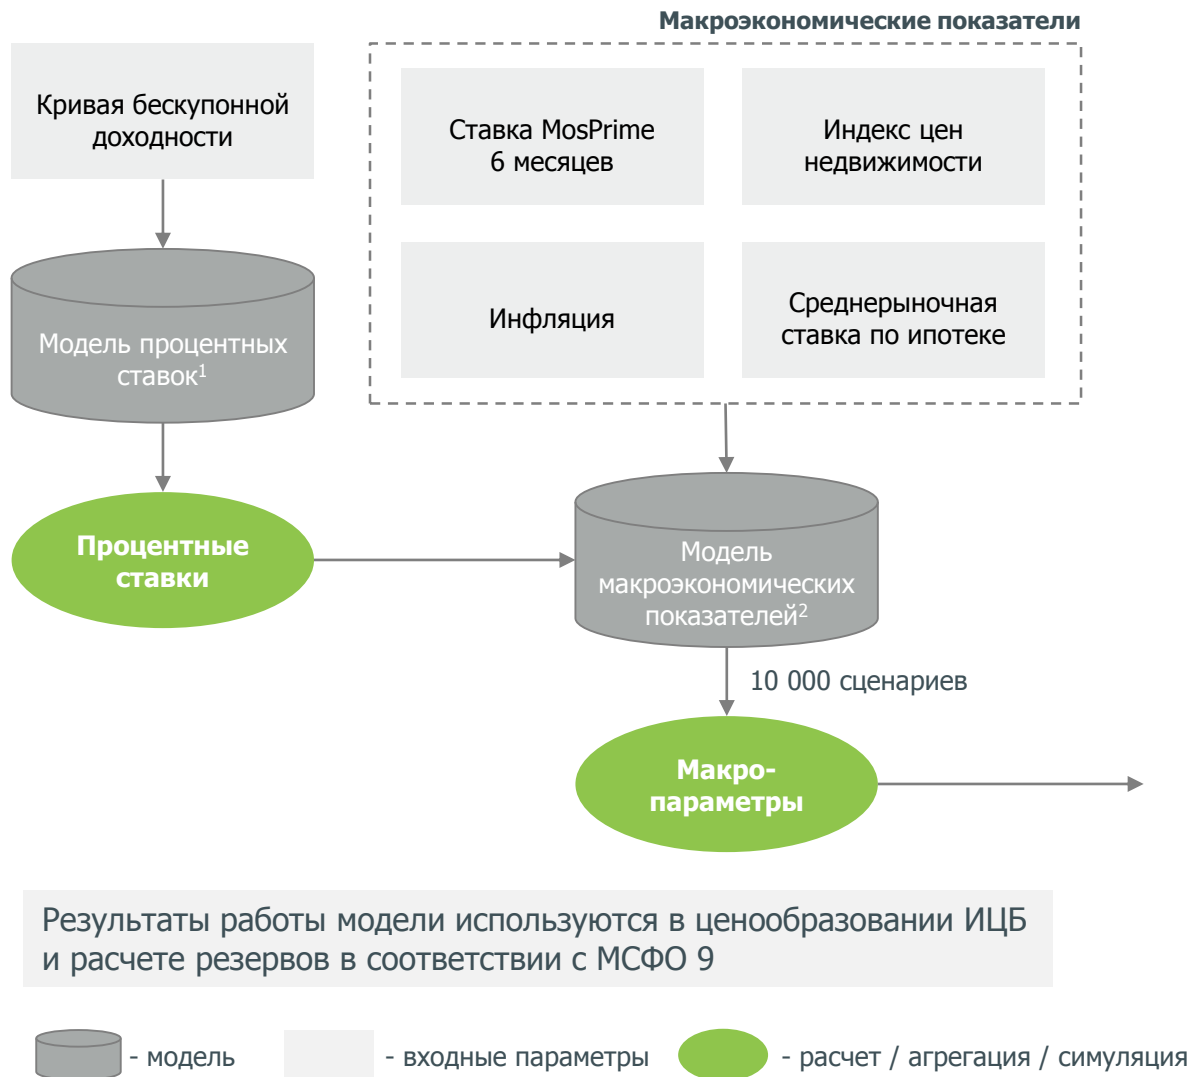 Макроэкономические показатели
Кривая бескупонной
доходности
Ставка MosPrime
6 месяцев
Индекс цен
недвижимости
Инфляция
Среднерыночная
ставка по ипотеке
Модель процентных
ставок¹
Процентные
ставки
Модель
макроэкономических
показателей²
10 000 сценариев
Макро-
параметры
Результаты работы модели используются в ценообразовании ИЦБ
и расчете резервов в соответствии с МСФО 9
- модель
- входные параметры
- расчет / агрегация / симуляция